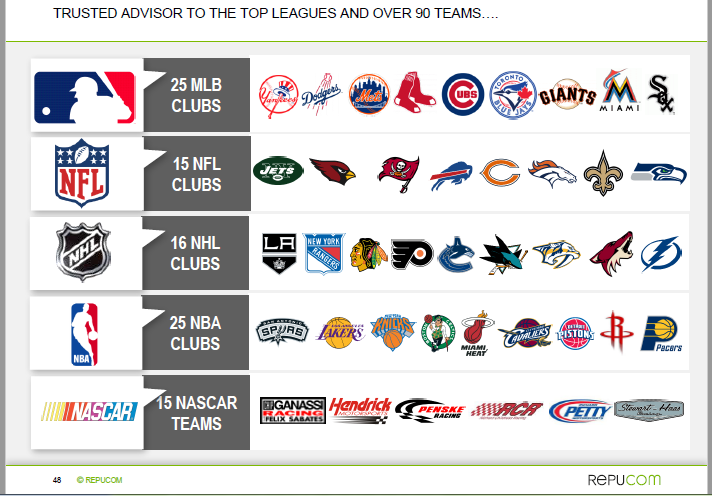 TRUSTED ADVISOR TO THE TOP LEAGUES AND OVER 90 TEAMS….
25 MLB
CLUBS
Yankees
Dodgers
Mets
CUBS
TORONTO
BLUE JAYS
GIANTS
MIAMI
Sox
NFL
15 NFL
CLUBS
JETS
NHL
16 NHL
CLUBS
LA
KINGS
NEW YORK
RANGERS
NBA
25 NBA
CLUBS
SPURS
LAKERS
KNICKS
MIAMI
HEAT
CAVALIERS
DETROIT
PISTONS
R
Pacers
NASCAR
15 NASCAR
TEAMS
GANASSI
RACING
FELIX SABATES
Hendrick
MOTORSPORTS
PENSKE
RACING
RCR
PETTY
Stewart-Haas
48 © REPUCOM
REPUCOM